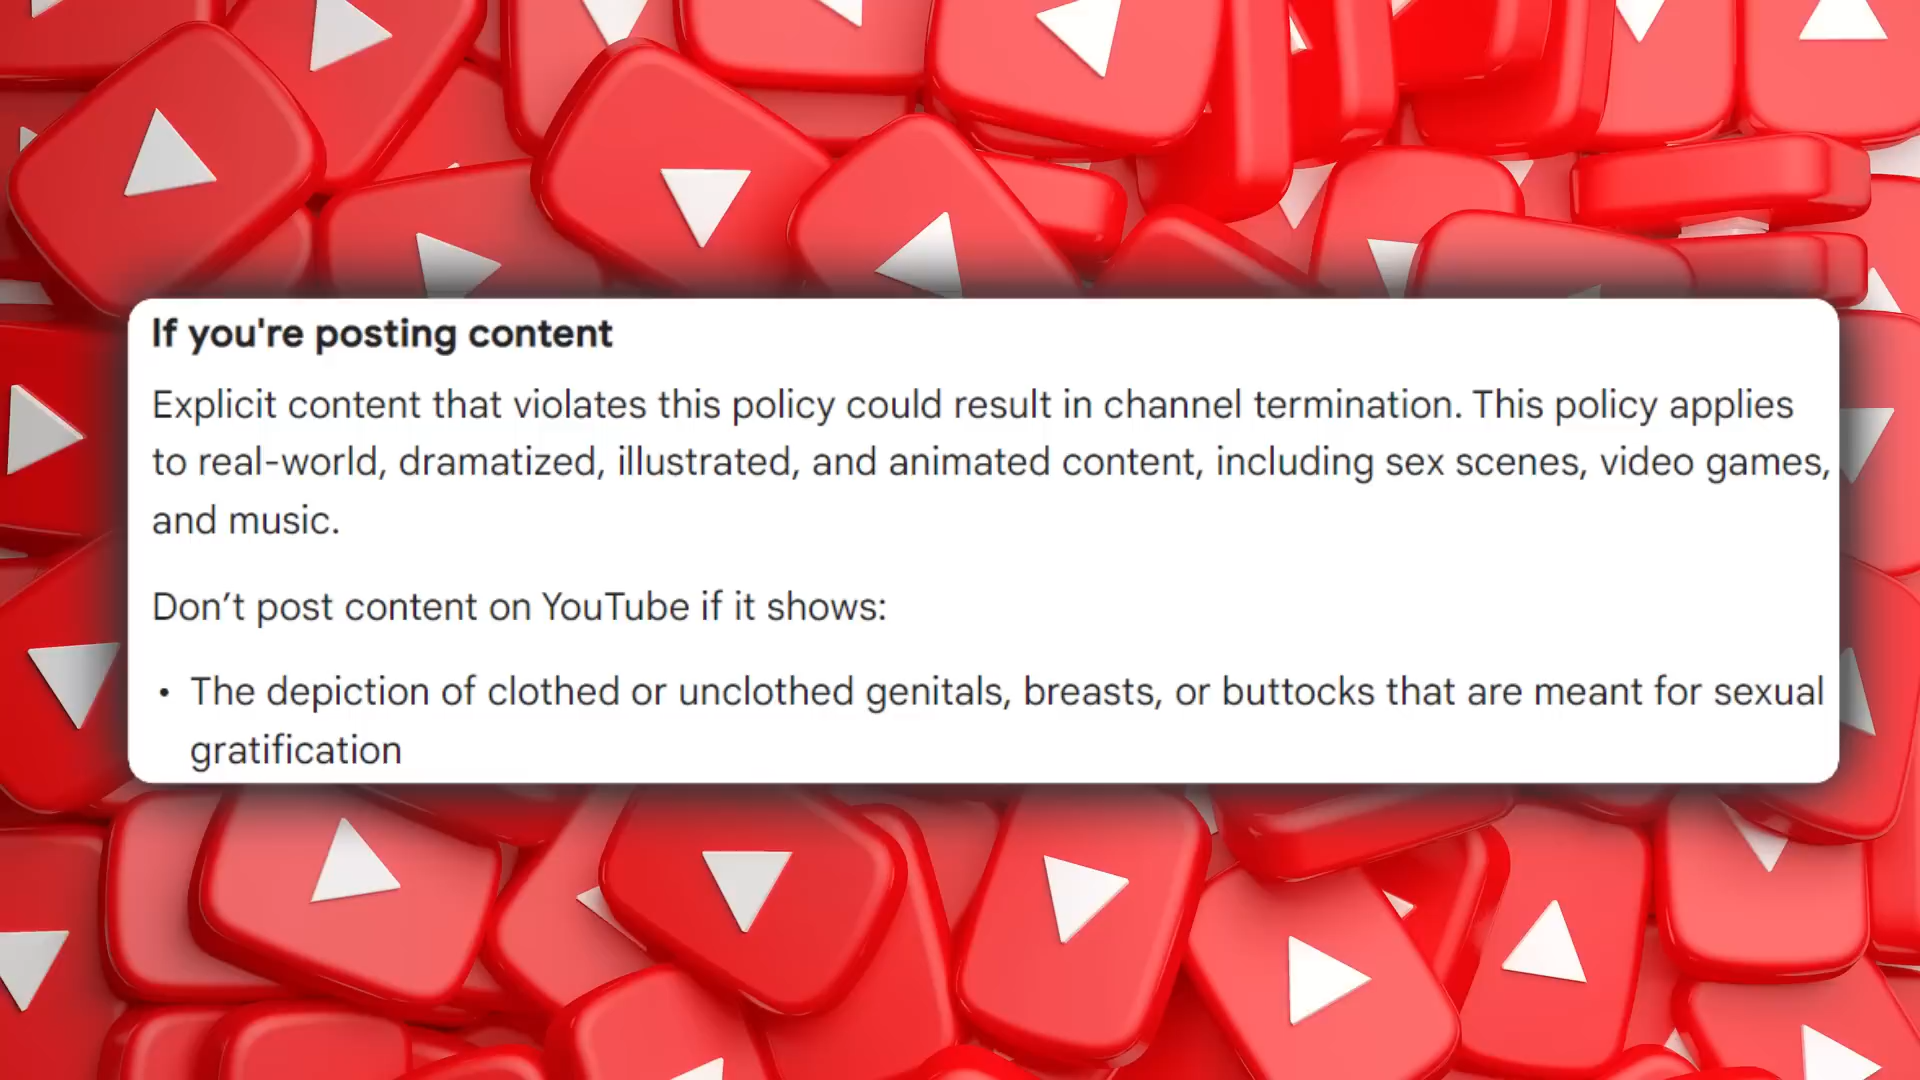 If you're posting content
Explicit content that violates this policy could result in channel termination. This policy applies
to real-world, dramatized, illustrated, and animated content, including sex scenes, video games,
and music.
Don’t post content on YouTube if it shows:
• The depiction of clothed or unclothed genitals, breasts, or buttocks that are meant for sexual
gratification